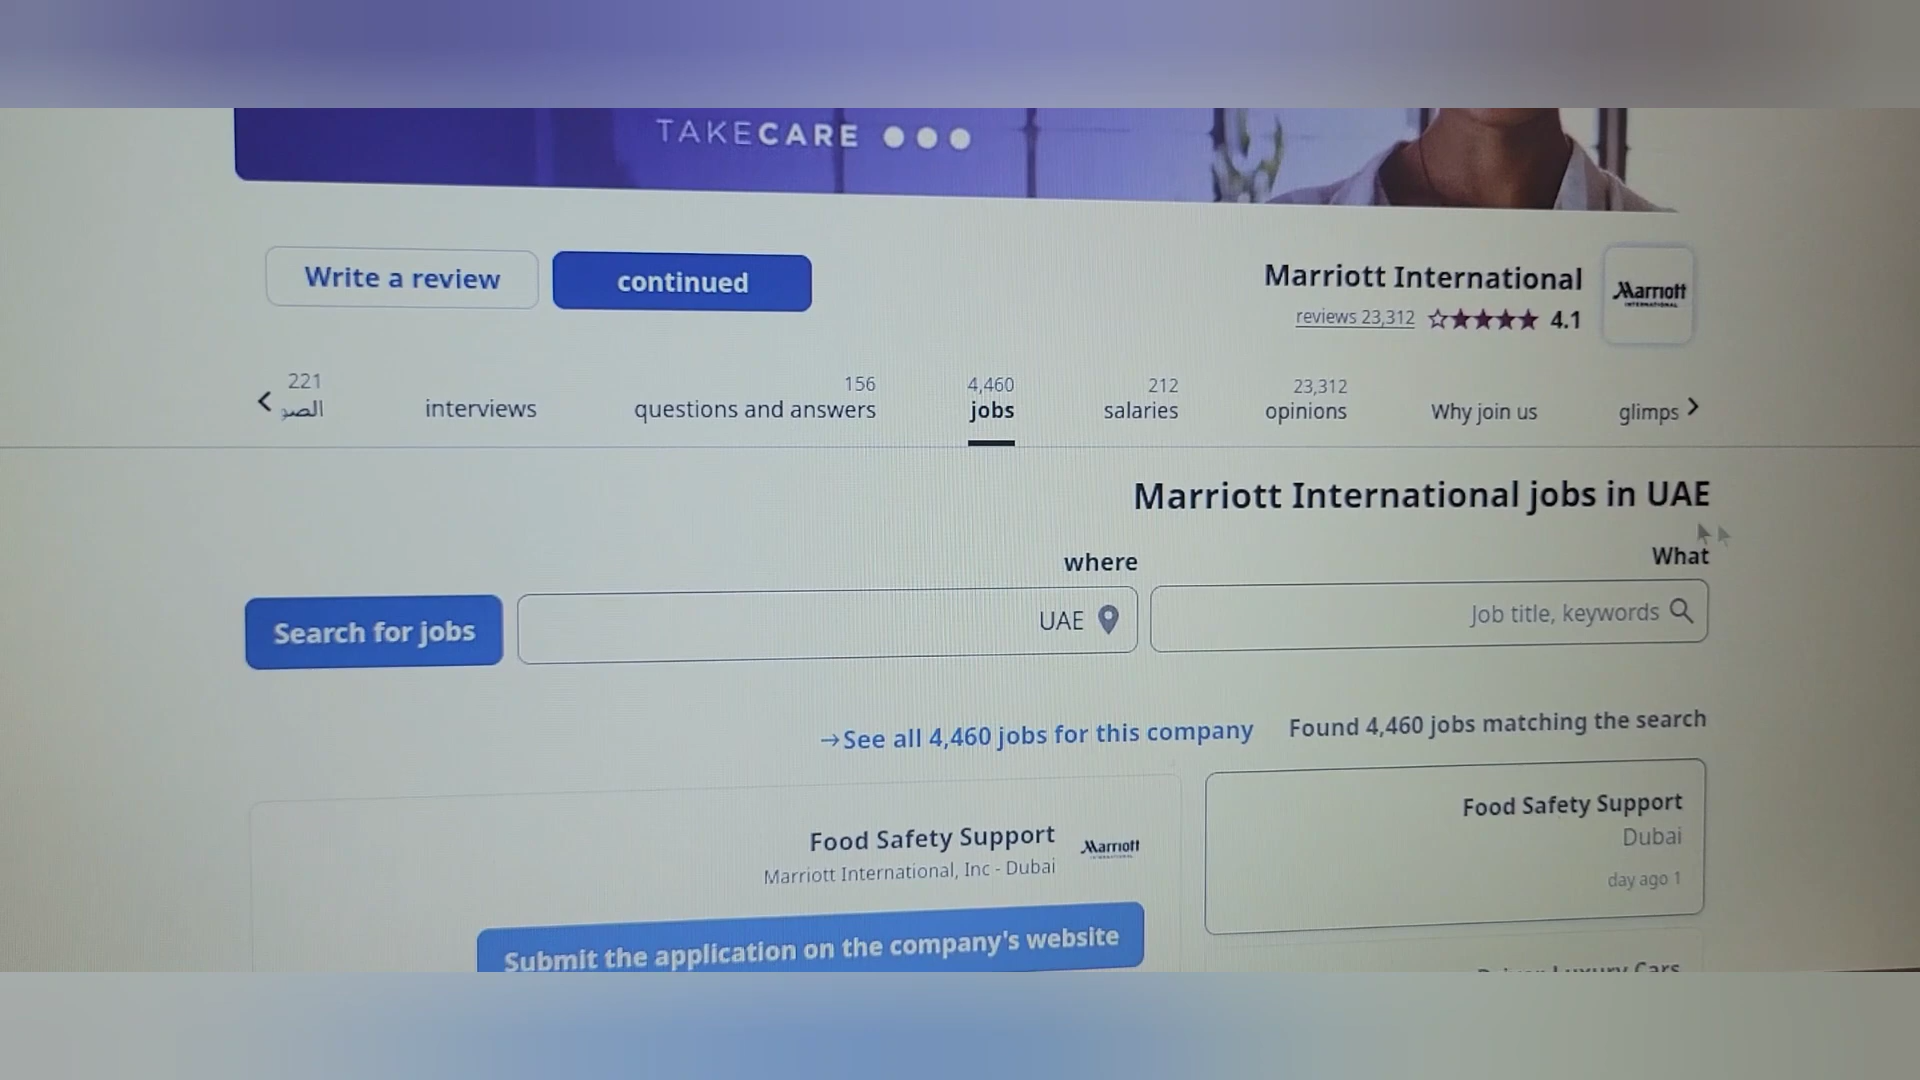 TAKECARE
Write a review
continued
Marriott International
reviews 23,312
4.1
Marriott
INTERNATIONAL
221
الصو
interviews
156
questions and answers
4,460
jobs
212
salaries
23,312
opinions
Why join us
glimps
Marriott International jobs in UAE
where
What
Search for jobs
UAE
Job title, keywords
→See all 4,460 jobs for this company
Found 4,460 jobs matching the search
Food Safety Support
Marriott International, Inc - Dubai
Marriott
Submit the application on the company's website
Food Safety Support
Dubai
day ago 1
Luxury Cars